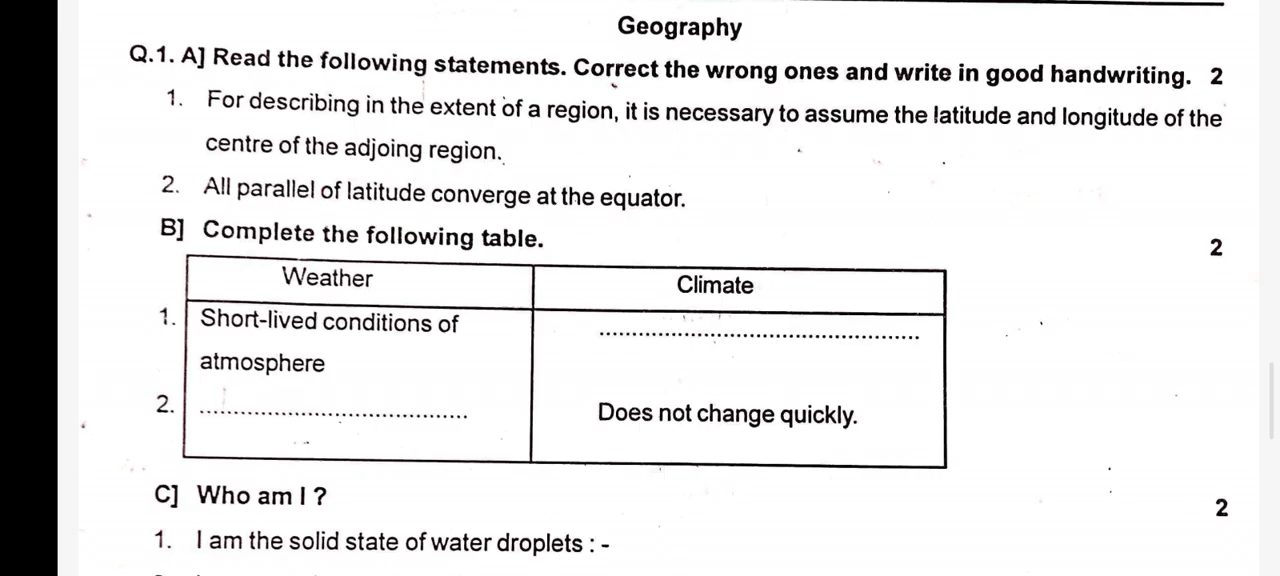 Geography
Q.1. A] Read the following statements. Correct the wrong ones and write in good handwriting. 2
1. For describing in the extent of a region, it is necessary to assume the latitude and longitude of the
centre of the adjoing region.
2. All parallel of latitude converge at the equator.
B] Complete the following table. 2
Weather Climate
1. Short-lived conditions of ................................................
atmosphere
2. ........................................ Does not change quickly.
C] Who am I ? 2
1. I am the solid state of water droplets : -